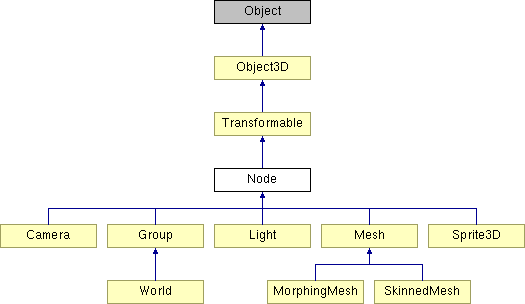 Object
Object3D
Transformable
Node
Camera Group Light Mesh Sprite3D
World MorphingMesh SkinnedMesh